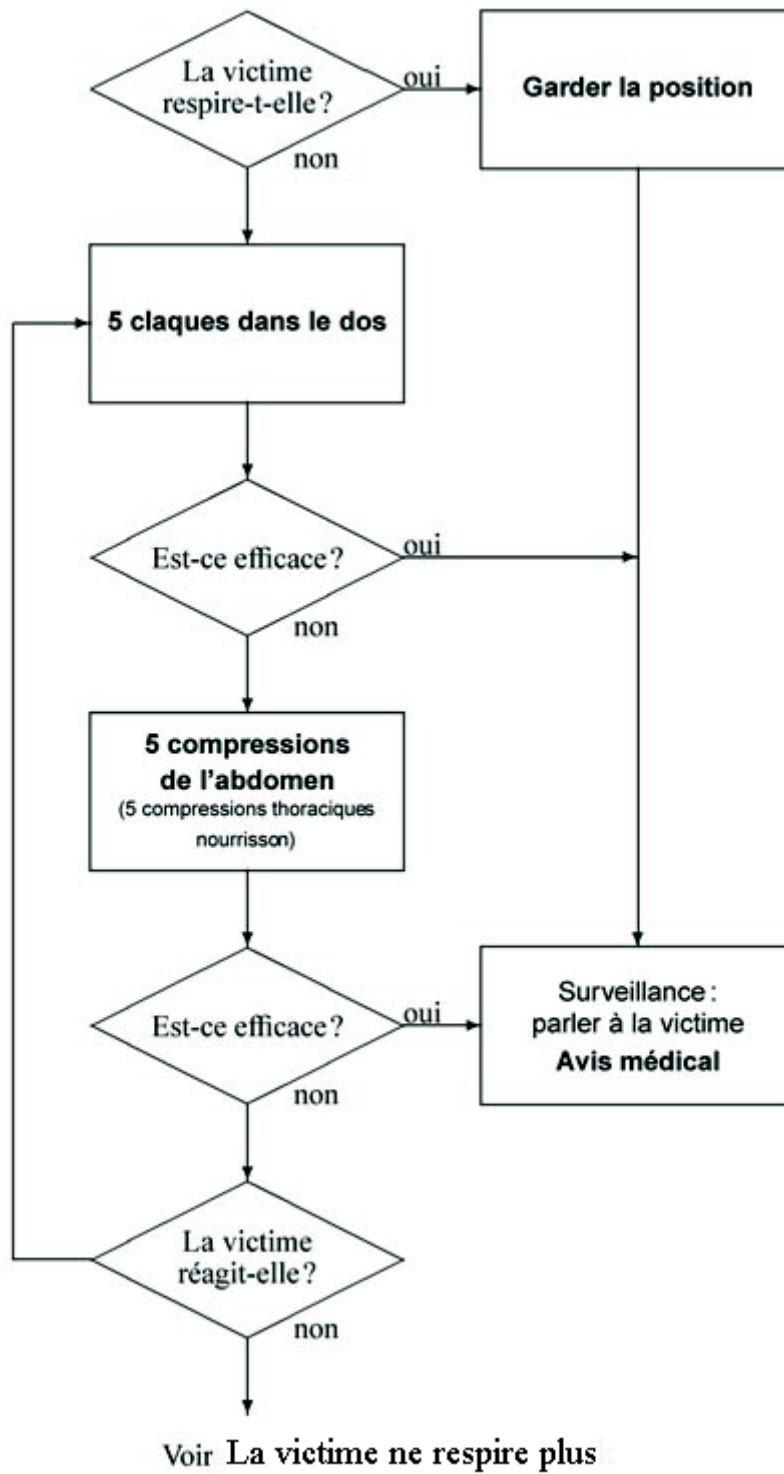 La victime
respire-t-elle ?
oui
Garder la position
non
5 claques dans le dos
Est-ce efficace ?
oui
non
5 compressions
de l'abdomen
(5 compressions thoraciques
nourrisson)
Est-ce efficace ?
oui
Surveillance :
parler à la victime
Avis médical
non
La victime
réagit-elle ?
non
Voir La victime ne respire plus